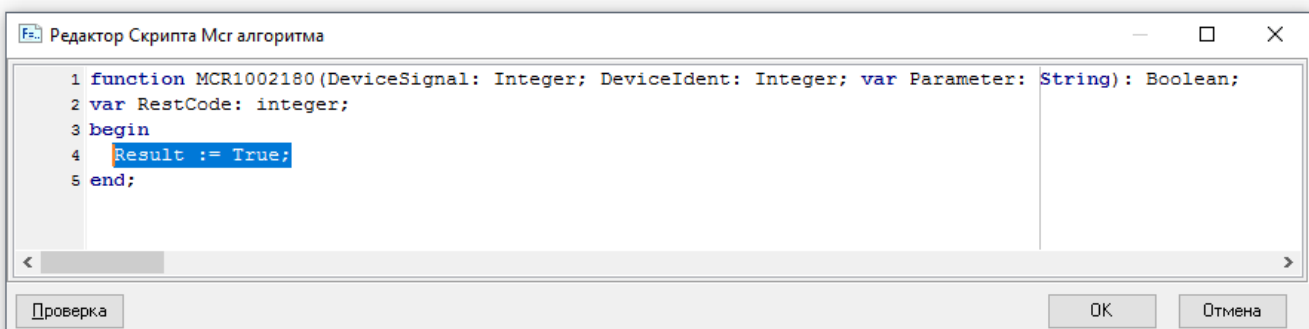 Редактор Скрипта Mcr алгоритма
1 function MCR1002180(DeviceSignal: Integer; DeviceIdent: Integer; var Parameter: String): Boolean;
2 var RestCode: integer;
3 begin
4 Result := True;
5 end;
Проверка
OK
Отмена